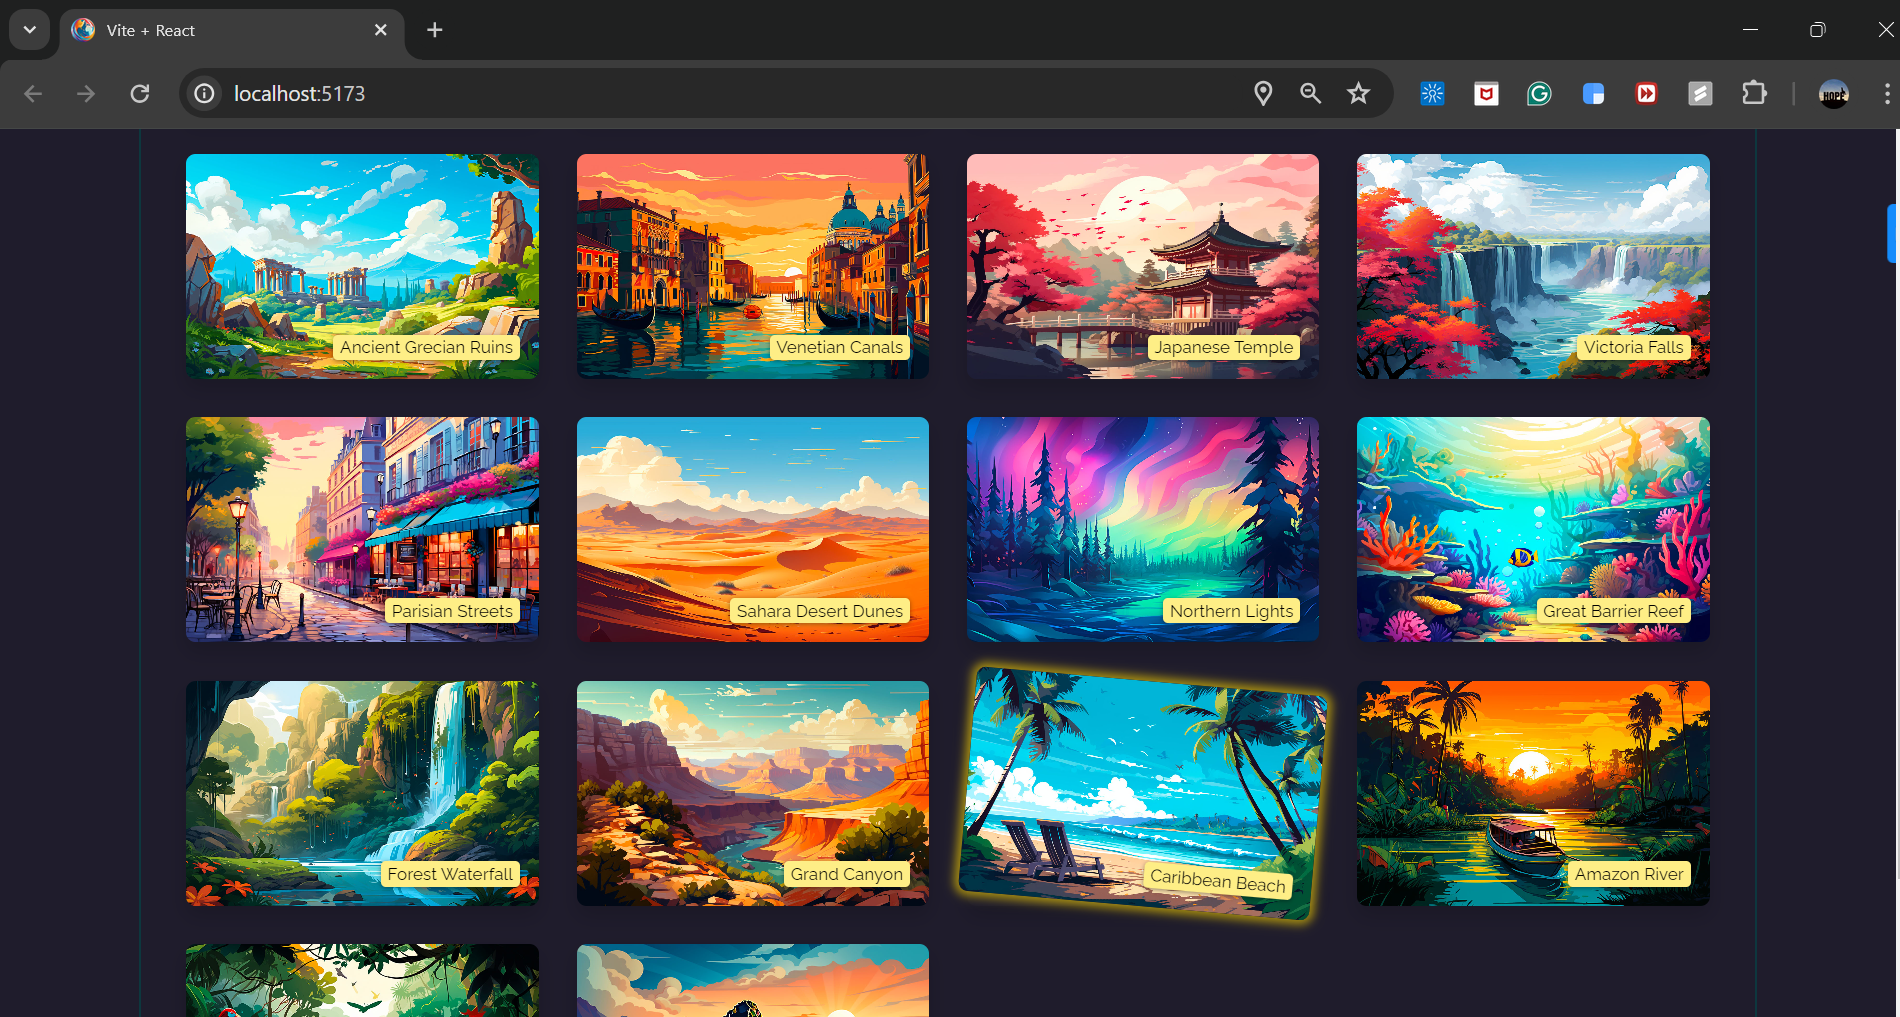 Vite + React
localhost:5173
HOPE
Ancient Grecian Ruins
Venetian Canals
Japanese Temple
Victoria Falls
Parisian Streets
Sahara Desert Dunes
Northern Lights
Great Barrier Reef
Forest Waterfall
Grand Canyon
Caribbean Beach
Amazon River